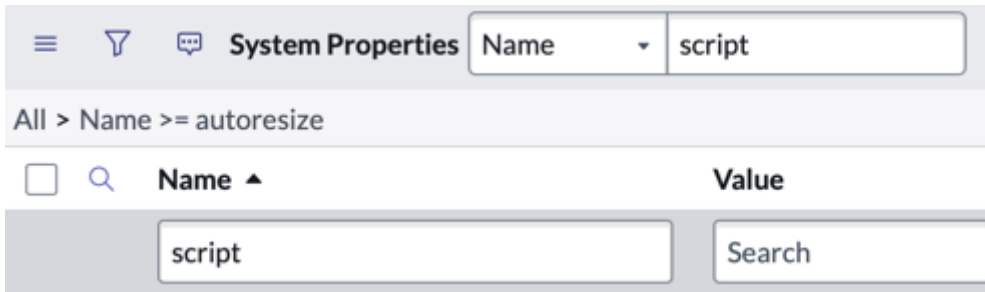 System Properties Name script
All > Name >= autoresize
Name Value
script Search